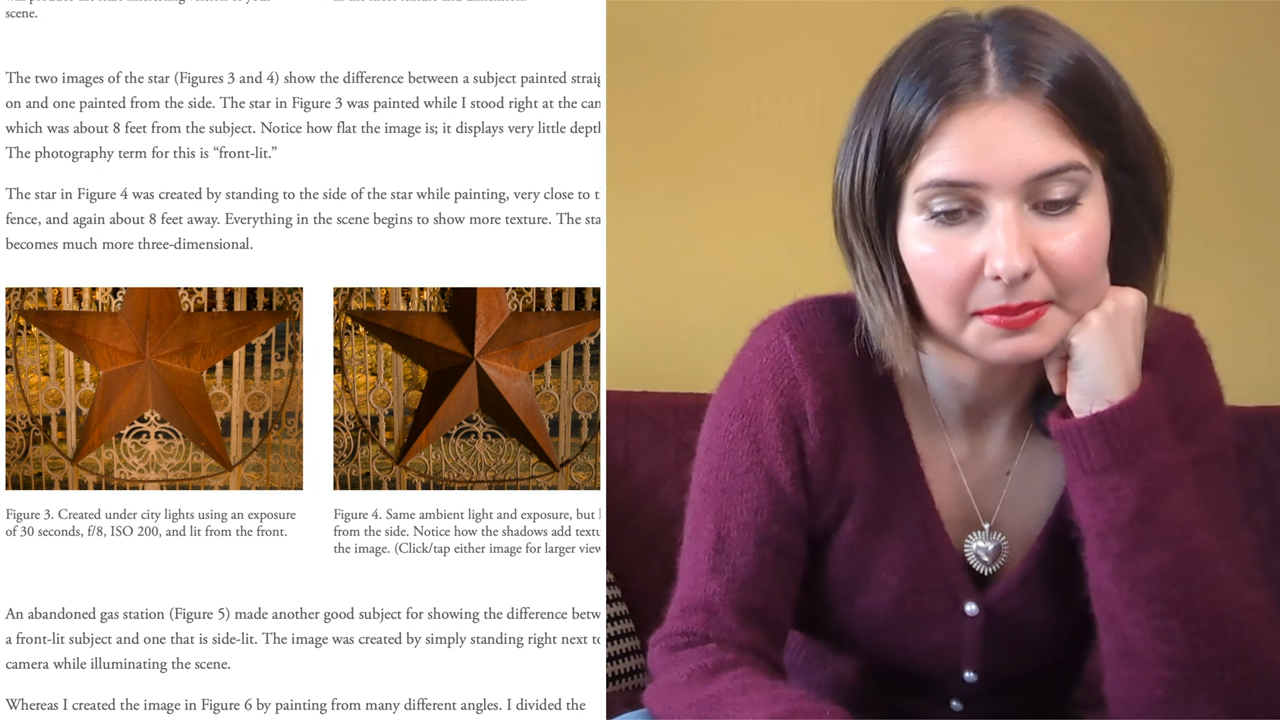 scene.
The two images of the star (Figures 3 and 4) show the difference between a subject painted
on and one painted from the side. The star in Figure 3 was painted while I stood right at the
which was about 8 feet from the subject. Notice how flat the image is; it displays very little
The photography term for this is “front-lit.”
The star in Figure 4 was created by standing to the side of the star while painting, very close to
fence, and again about 8 feet away. Everything in the scene begins to show more texture. The
becomes much more three-dimensional.
Figure 3. Created under city lights using an exposure
of 30 seconds, f/8, ISO 200, and lit from the front.
Figure 4. Same ambient light and exposure, but
from the side. Notice how the shadows add
the image. (Click/tap either image for larger
An abandoned gas station (Figure 5) made another good subject for showing the difference
a front-lit subject and one that is side-lit. The image was created by simply standing right next
camera while illuminating the scene.
Whereas I created the image in Figure 6 by painting from many different angles. I divided the